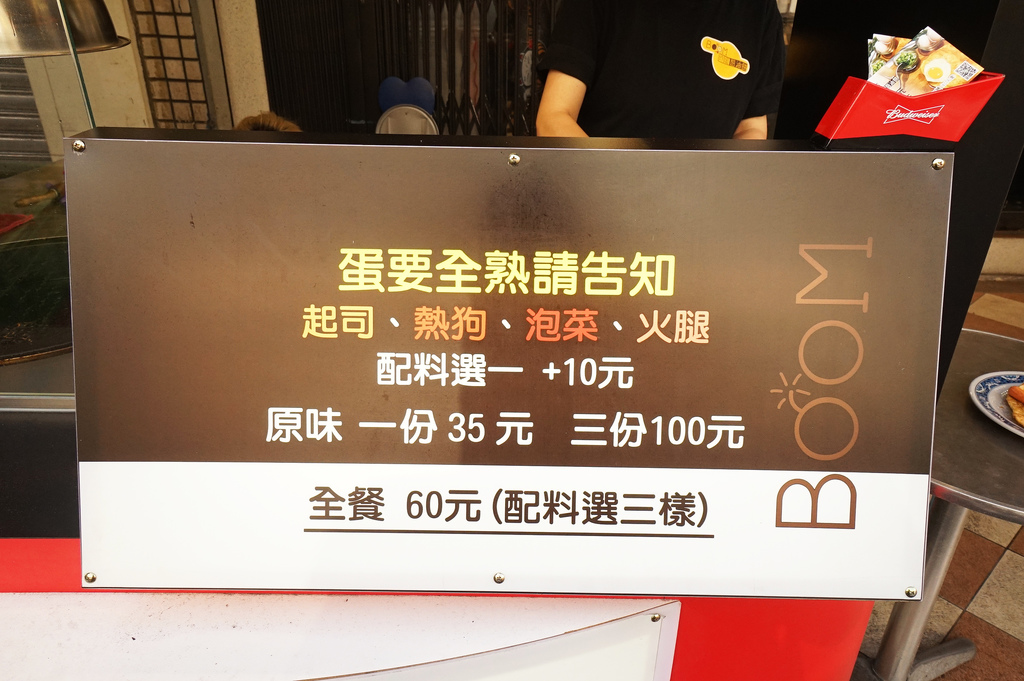 Budweiser
蛋要全熟請告知
起司、熱狗、泡菜、火腿
配料選一 +10元
原味 一份 35 元 三份100元
全餐 60元 (配料選三樣)
BOOM